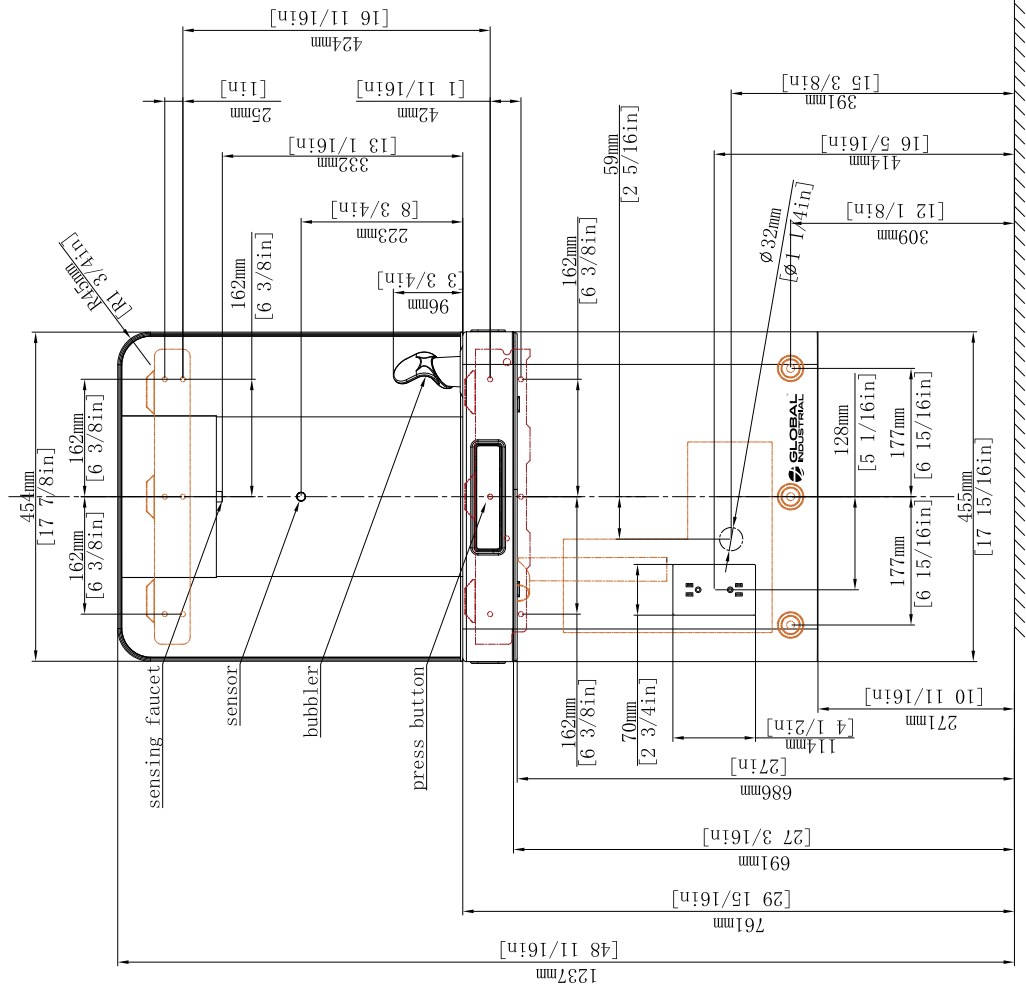 [16 11/16in]
424mm
[1in]
25mm
[1 11/16in]
42mm
[15 3/8in]
391mm
[13 1/16in]
332mm
59mm
[2 5/16in]
[16 5/16in]
414mm
[8 3/4in]
223mm
Ø32mm
[Ø1 1/4in]
[12 1/8in]
309mm
R45mm
[R1 3/4in]
162mm
[6 3/8in]
162mm
[6 3/8in]
[3 3/4in]
96mm
454mm
[17 7/8in]
162mm
[6 3/8in]
162mm
[6 3/8in]
GLOBAL
INDUSTRIAL
128mm
[5 1/16in]
177mm
[6 15/16in]
455mm
[17 15/16in]
177mm
[6 15/16in]
sensing faucet
sensor
bubbler
press button
162mm
[6 3/8in]
70mm
[2 3/4in]
[4 1/2in]
114mm
[10 11/16in]
271mm
[27in]
686mm
[27 3/16in]
691mm
[29 15/16in]
761mm
[48 11/16in]
1237mm